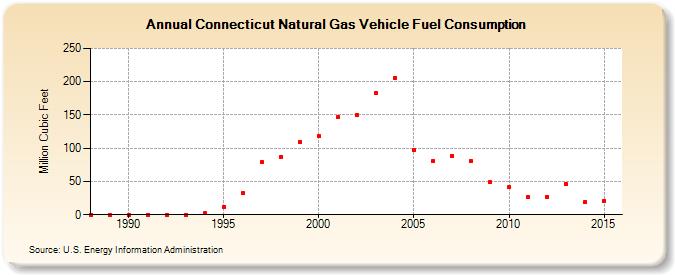 Annual Connecticut Natural Gas Vehicle Fuel Consumption
Million Cubic Feet
250
200
150
100
50
0
1990 1995 2000 2005 2010 2015
Source: U.S. Energy Information Administration